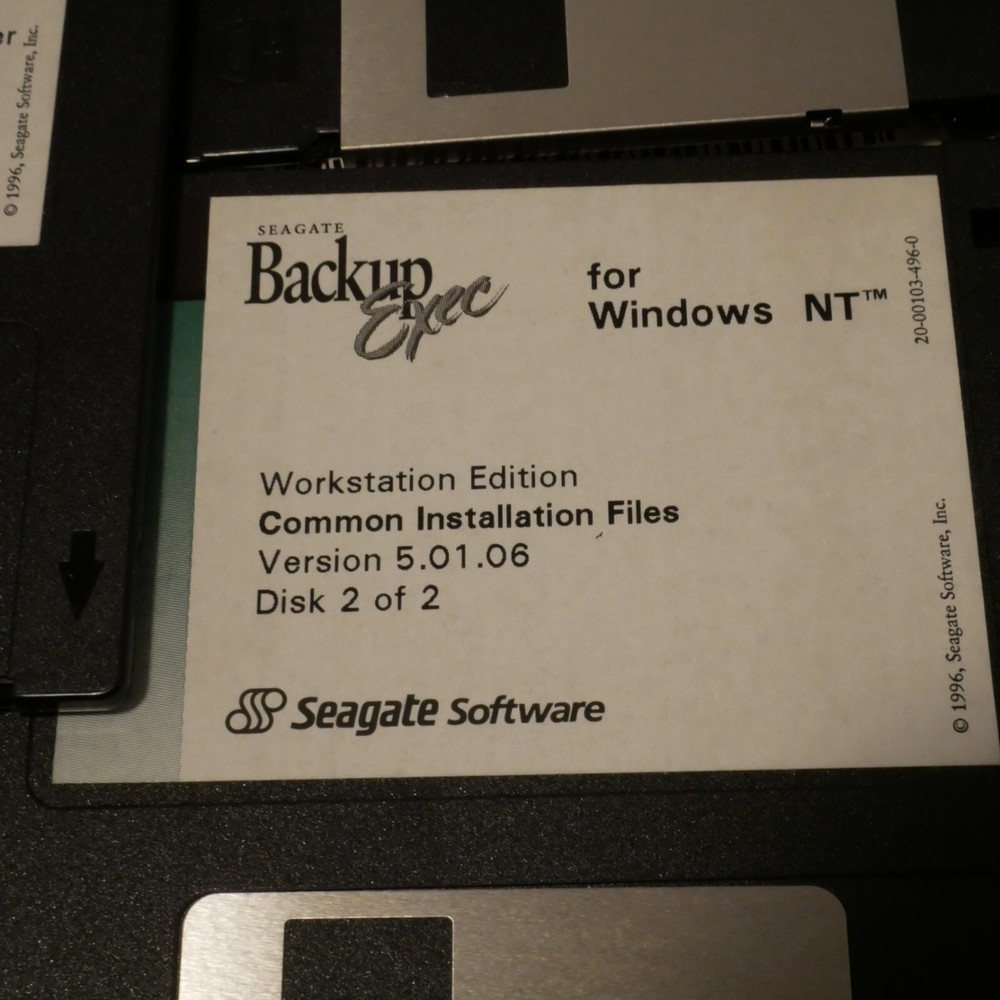 er
© 1996, Seagate Software, Inc.
SEAGATE
Backup
Exec
for
Windows NT™
20-00103-496-0
Workstation Edition
Common Installation Files
Version 5.01.06
Disk 2 of 2
Seagate Software
© 1996, Seagate Software, Inc.